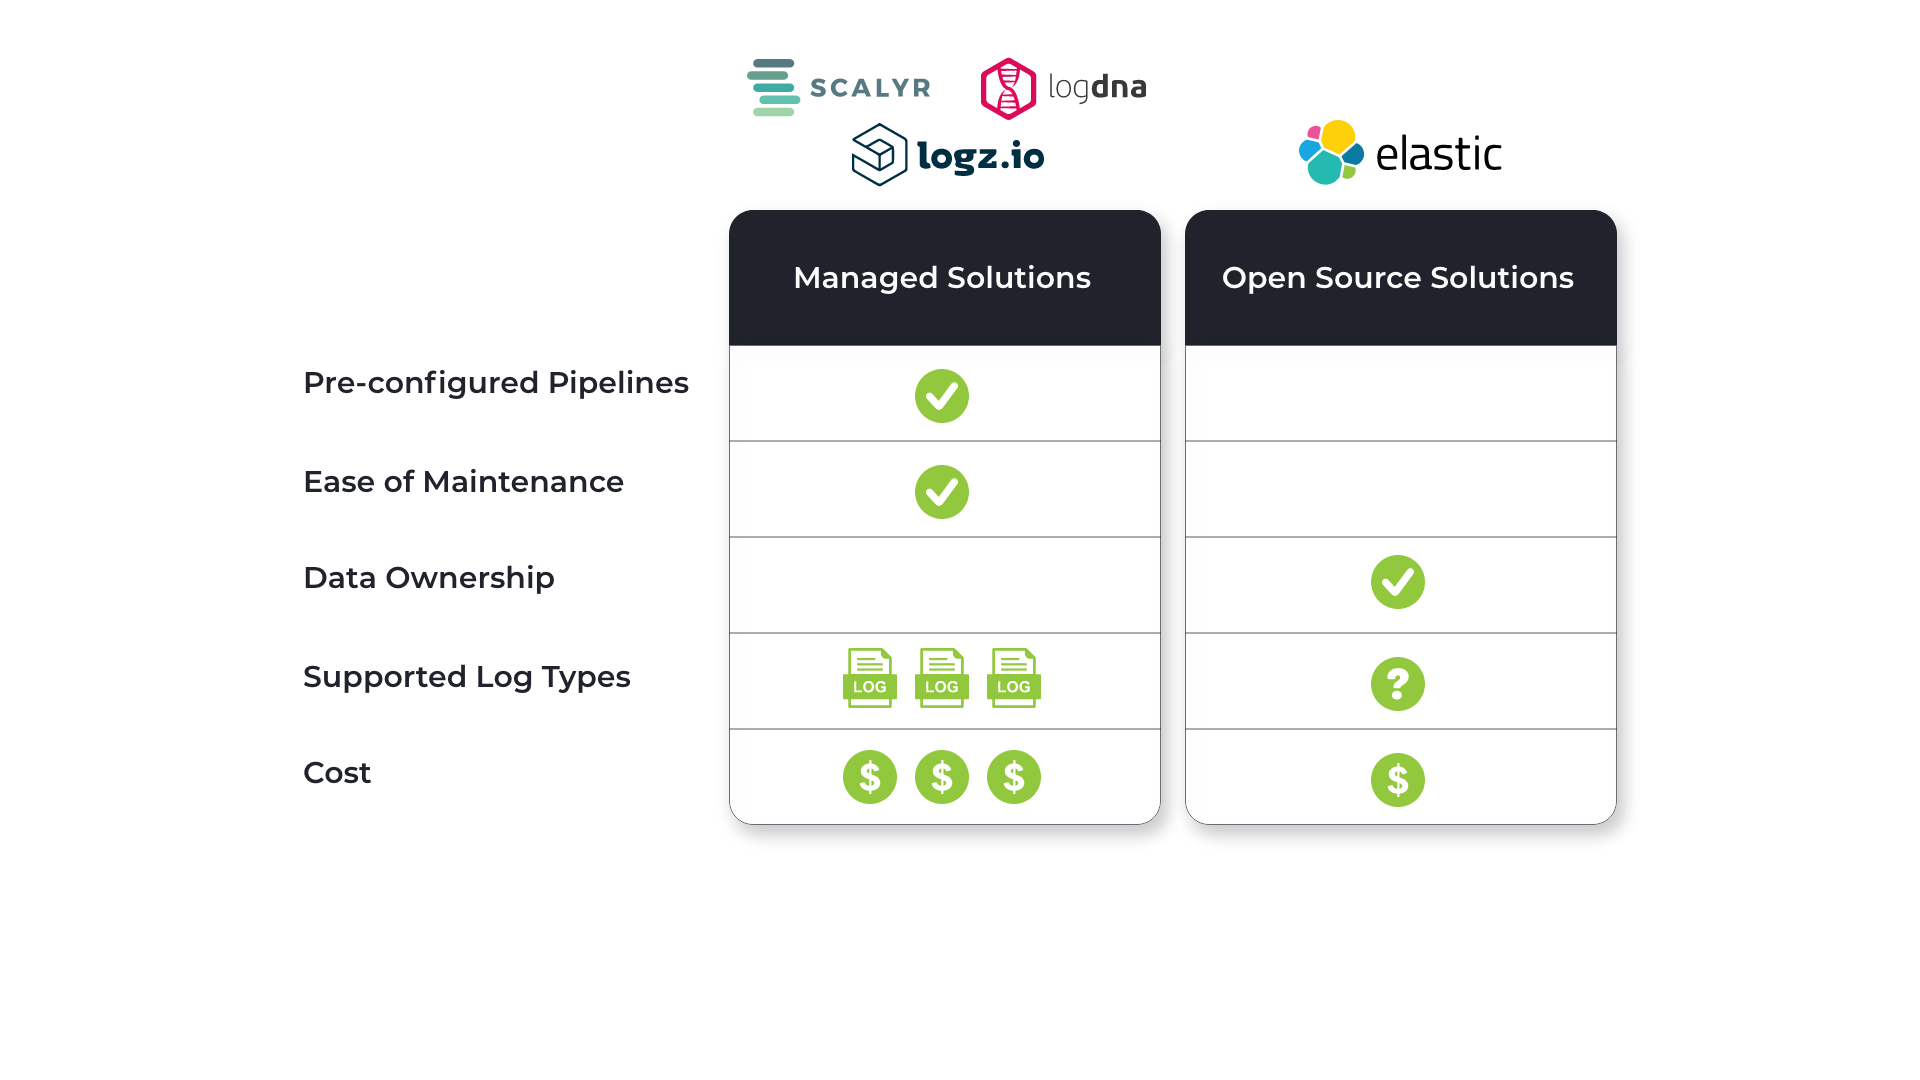 SCALYR
logdna
logz.io
elastic
Managed Solutions
Open Source Solutions
Pre-configured Pipelines
Ease of Maintenance
Data Ownership
Supported Log Types
LOG LOG LOG
?
Cost
$ $ $
$